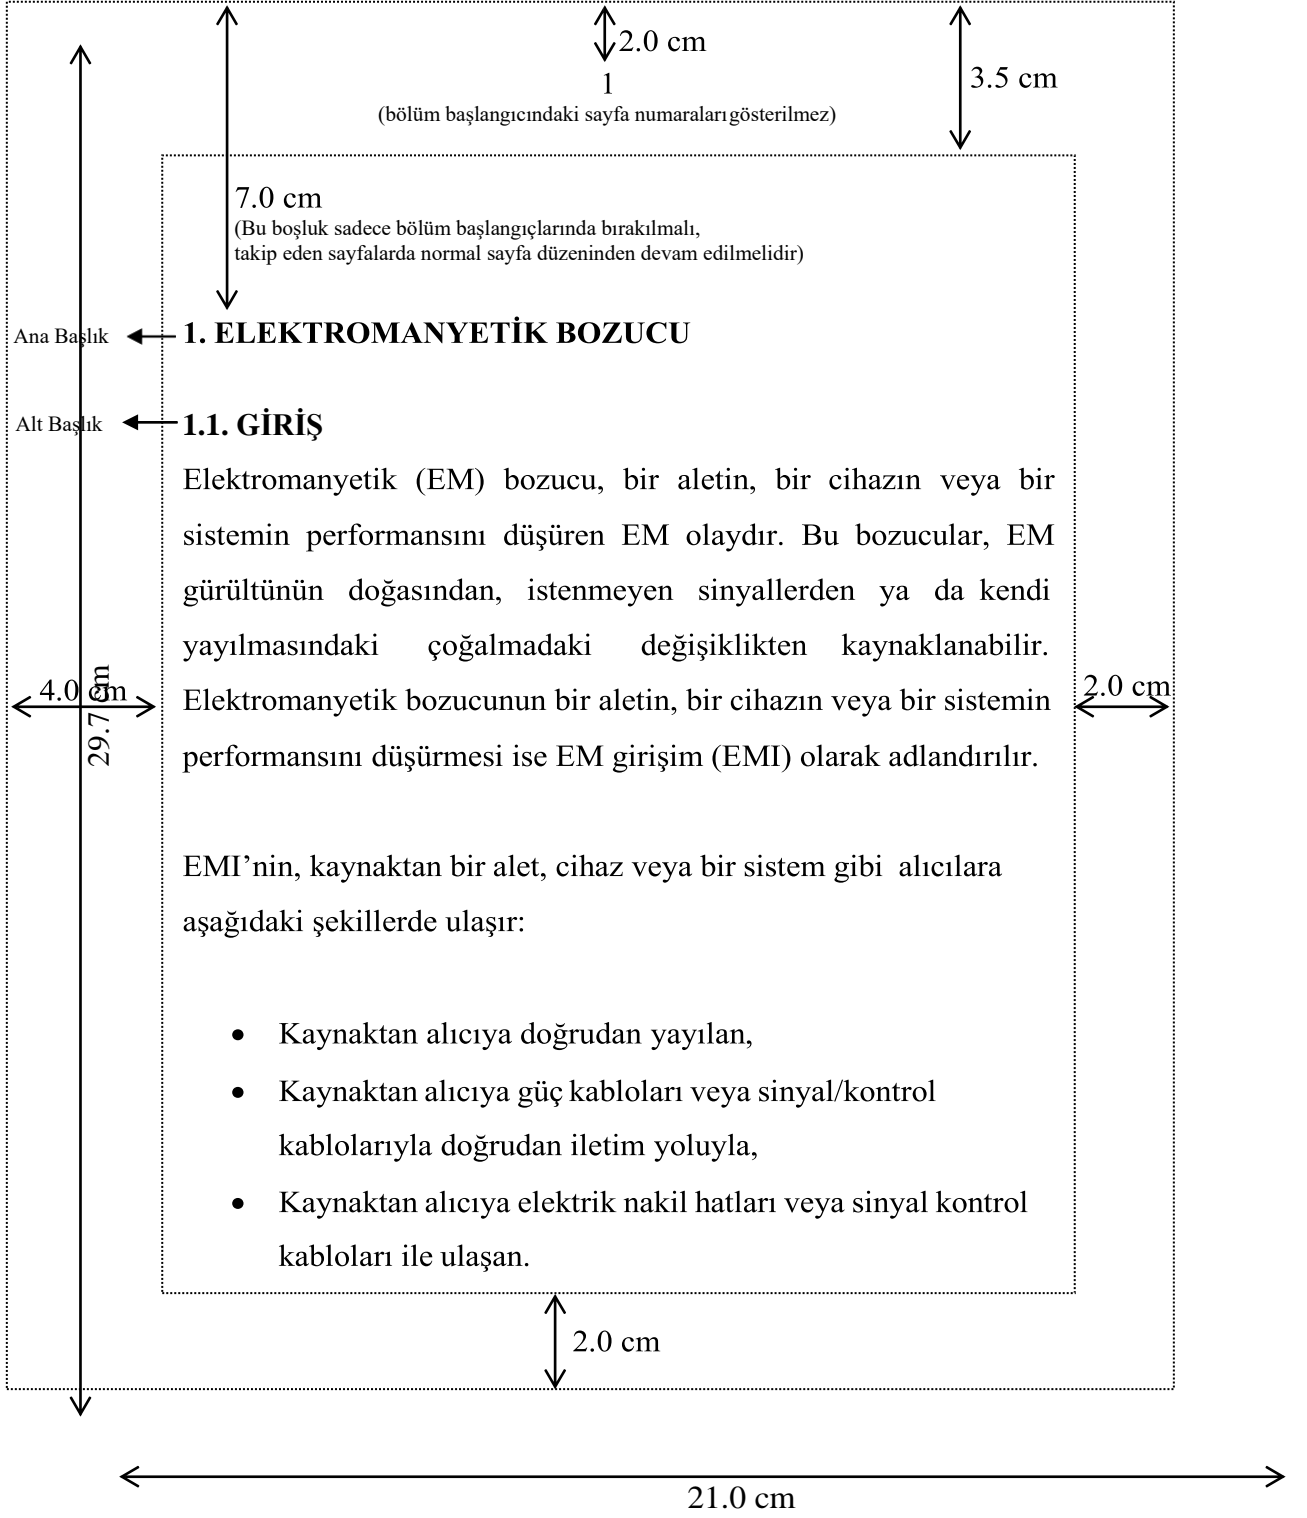 2.0 cm
3.5 cm
1
(bölüm başlangıcındaki sayfa numaraları gösterilmez)
7.0 cm
(Bu boşluk sadece bölüm başlangıçlarında bırakılmalı,
takip eden sayfalarda normal sayfa düzeninden devam edilmelidir)
Ana Başlık
1. ELEKTROMANYETİK BOZUCU
Alt Başlık
1.1. GİRİŞ
Elektromanyetik (EM) bozucu, bir aletin, bir cihazın veya bir
sistemin performansını düşüren EM olaydır. Bu bozucular, EM
gürültünün doğasından, istenmeyen sinyallerden ya da kendi
yayılmasındaki çoğalmadaki değişiklikten kaynaklanabilir.
4.0 cm
29.7 cm
2.0 cm
Elektromanyetik bozucunun bir aletin, bir cihazın veya bir sistemin
performansını düşürmesi ise EM girişim (EMI) olarak adlandırılır.
EMI’nin, kaynaktan bir alet, cihaz veya bir sistem gibi alıcılara
aşağıdaki şekillerde ulaşır:
• Kaynaktan alıcıya doğrudan yayılan,
• Kaynaktan alıcıya güç kabloları veya sinyal/kontrol
kablolarıyla doğrudan iletim yoluyla,
• Kaynaktan alıcıya elektrik nakil hatları veya sinyal kontrol
kabloları ile ulaşan.
2.0 cm
21.0 cm